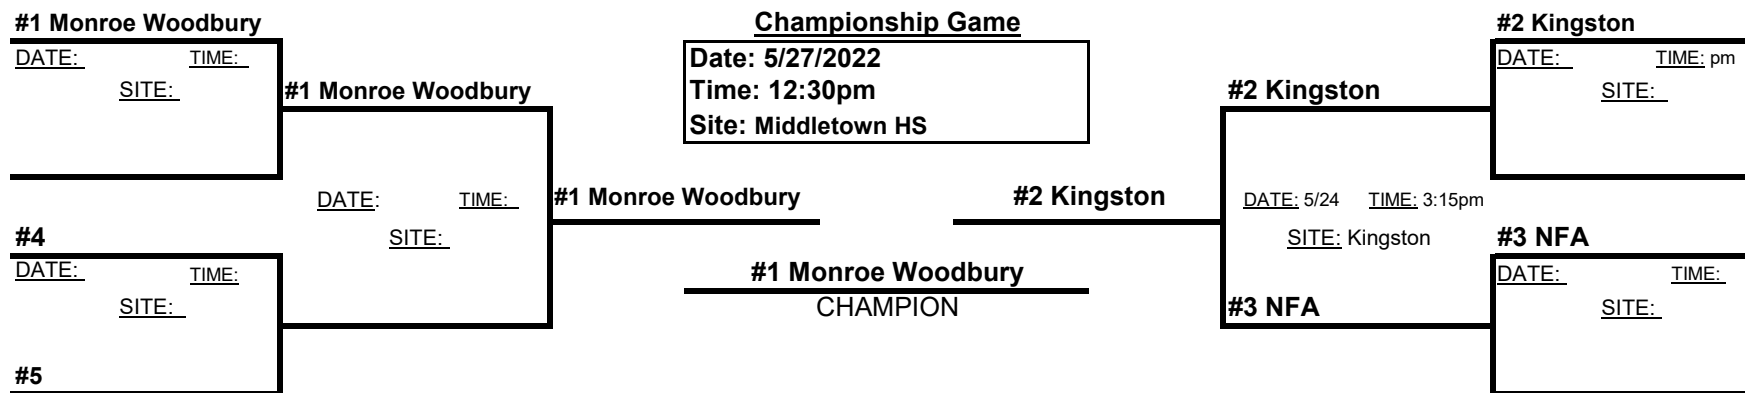 #1 Monroe Woodbury
Championship Game
#2 Kingston
DATE: TIME:
SITE:
#1 Monroe Woodbury
Date: 5/27/2022
Time: 12:30pm
Site: Middletown HS
#2 Kingston
DATE: TIME: pm
SITE:
DATE: TIME:
SITE:
#1 Monroe Woodbury
#2 Kingston
DATE: 5/24 TIME: 3:15pm
SITE: Kingston
#4
DATE: TIME:
SITE:
#1 Monroe Woodbury
CHAMPION
#3 NFA
#3 NFA
DATE: TIME:
SITE:
#5